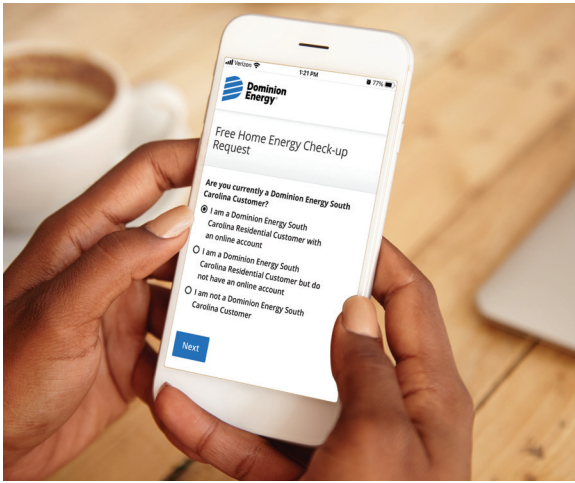 Verizon
1:21 PM
77%
Dominion
Energy®
Free Home Energy Check-up
Request
Are you currently a Dominion Energy South
Carolina Customer?
I am a Dominion Energy South
Carolina Residential Customer with
an online account
I am a Dominion Energy South
Carolina Residential Customer but do
not have an online account
I am not a Dominion Energy South
Carolina Customer
Next